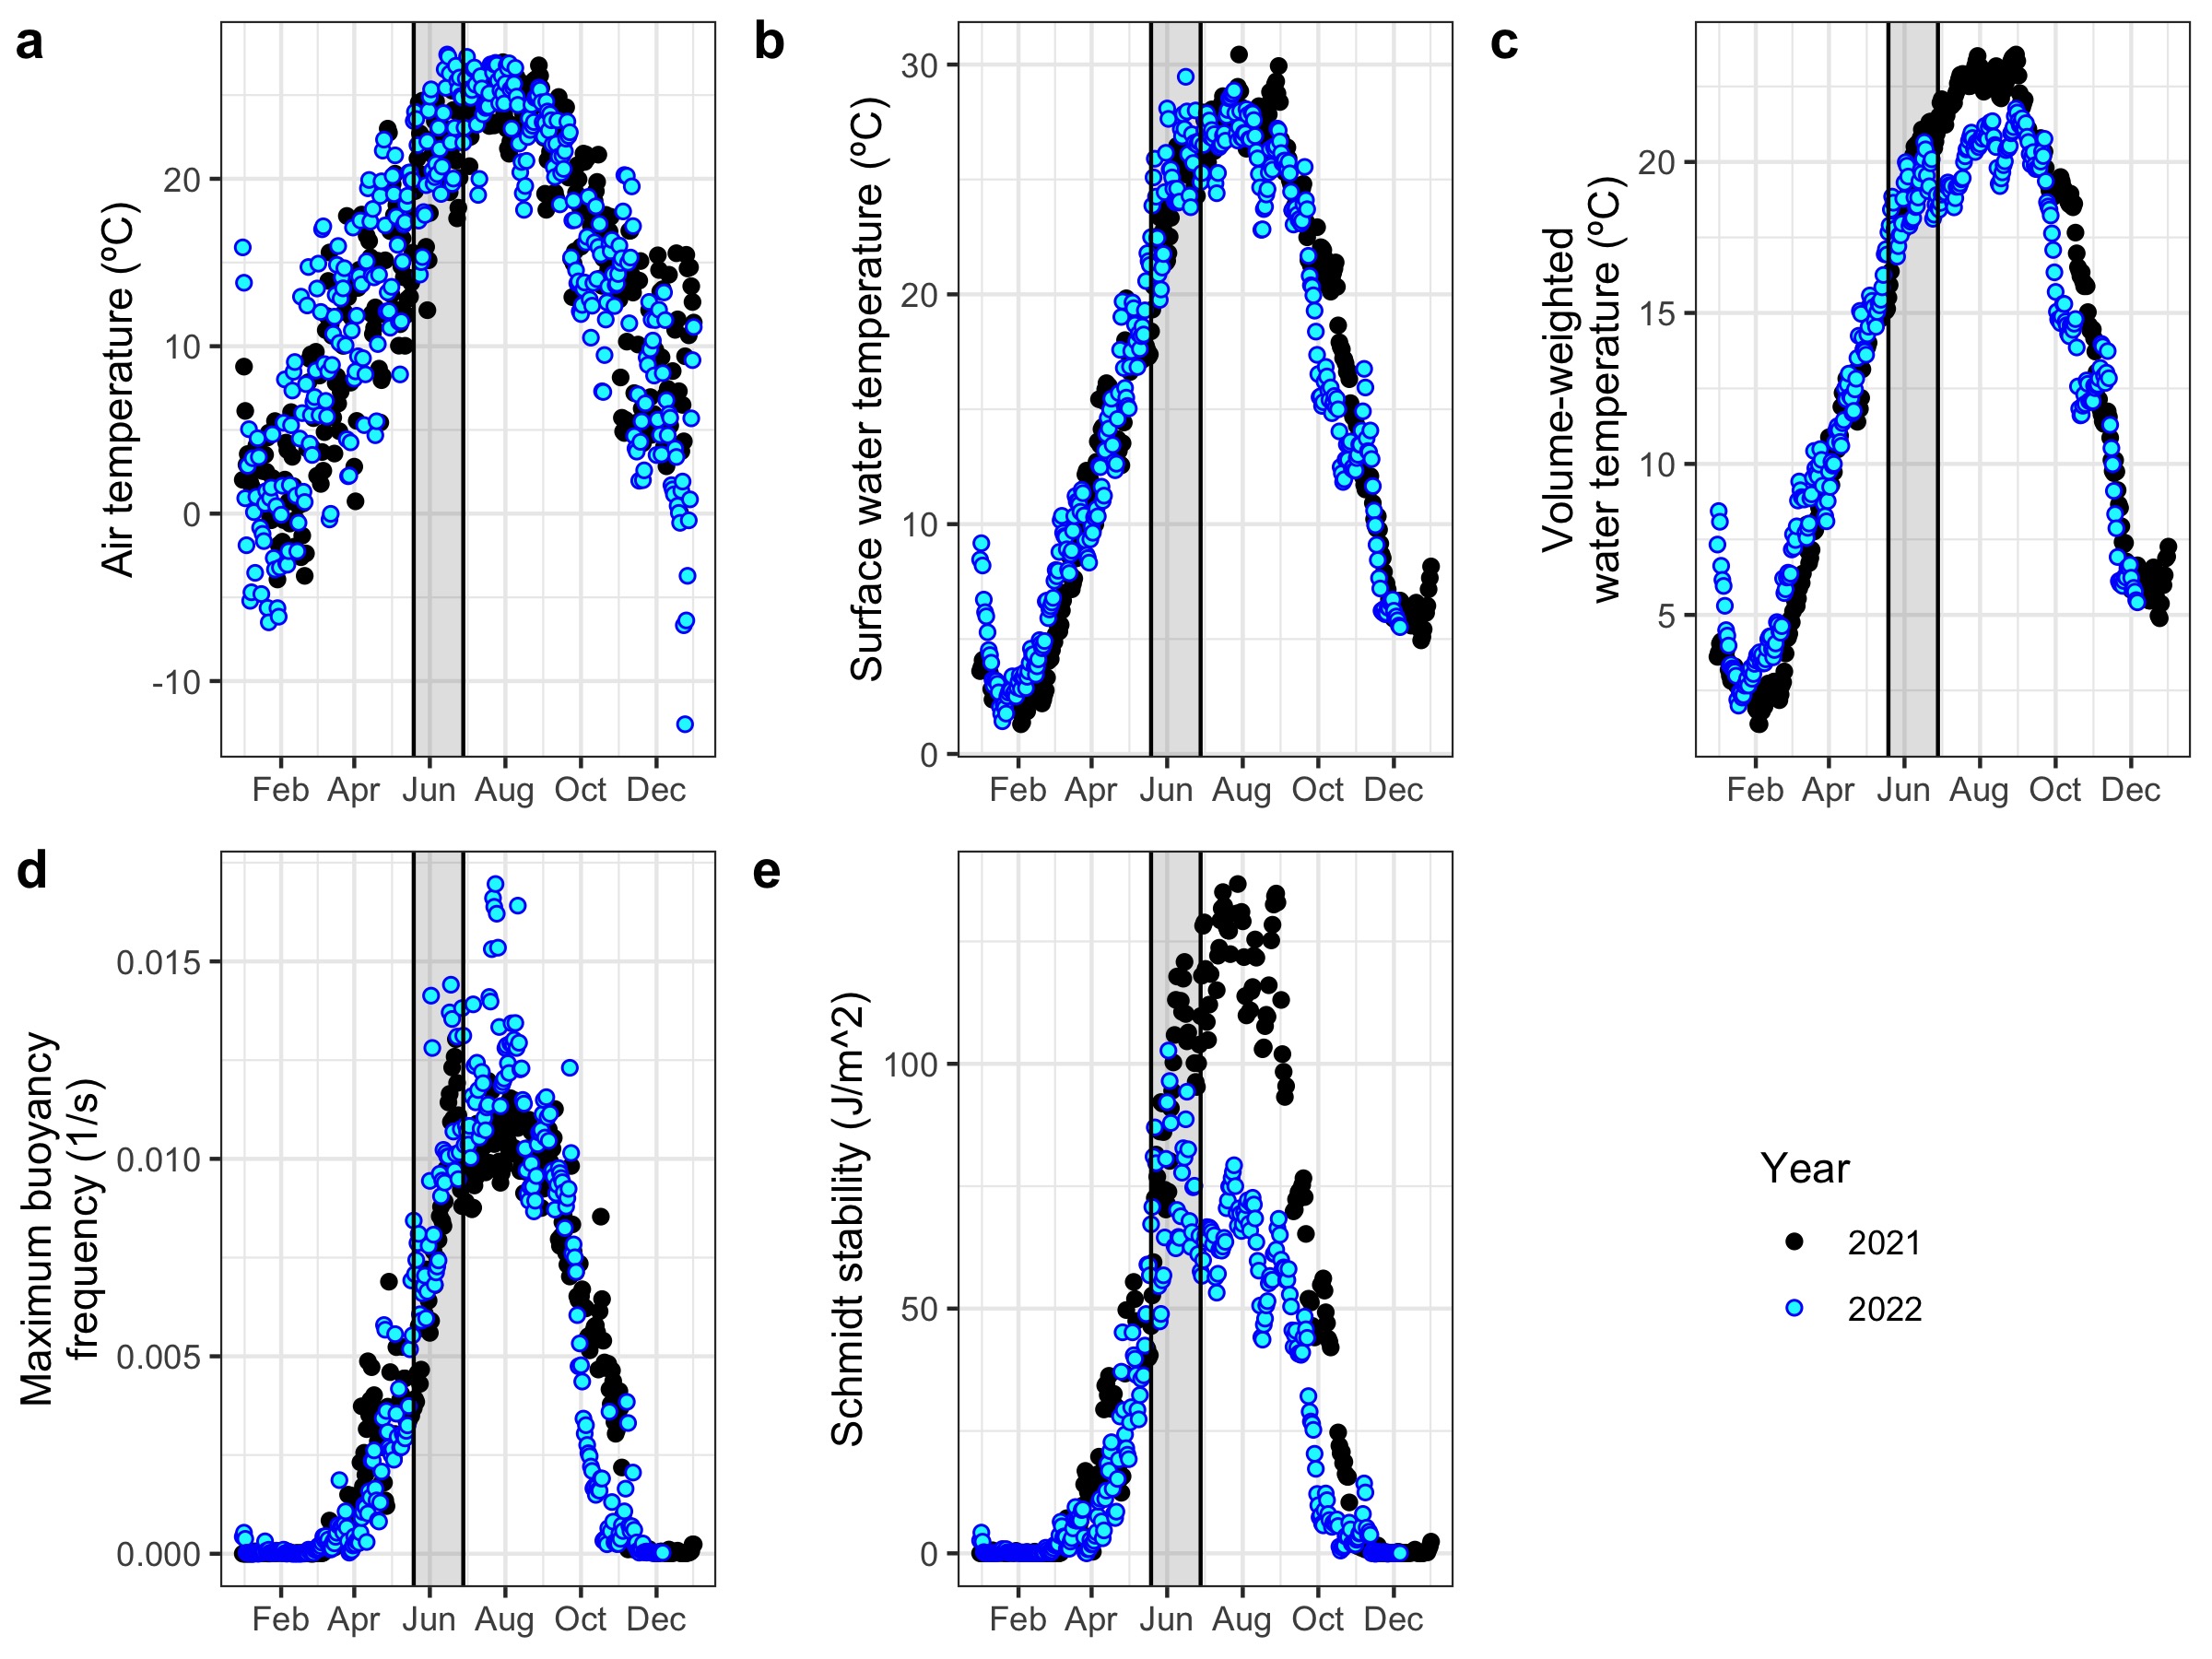 a
Air temperature (ºC)
20
10
0
-10
Feb Apr Jun Aug Oct Dec
b
Surface water temperature (ºC)
30
20
10
0
Feb Apr Jun Aug Oct Dec
c
Volume-weighted
water temperature (ºC)
20
15
10
5
Feb Apr Jun Aug Oct Dec
d
Maximum buoyancy
frequency (1/s)
0.015
0.010
0.005
0.000
Feb Apr Jun Aug Oct Dec
e
Schmidt stability (J/m^2)
100
50
0
Feb Apr Jun Aug Oct Dec
Year
2021
2022